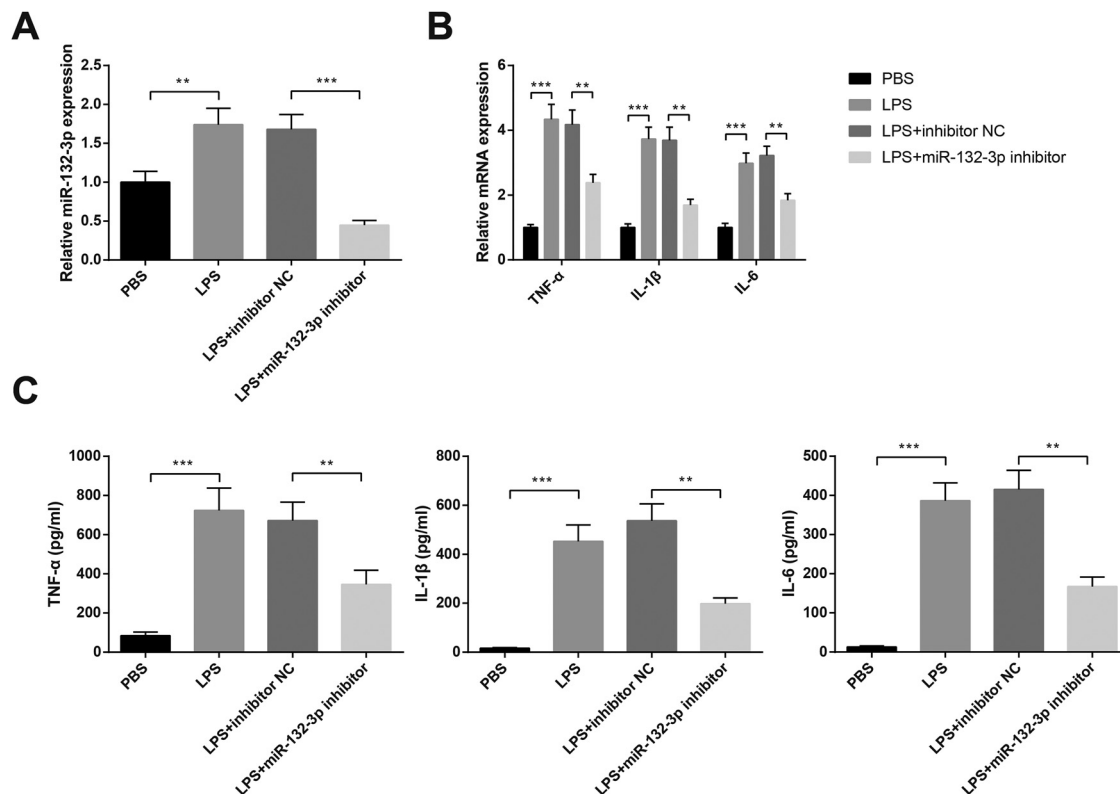 A
Relative miR-132-3p expression
2.5
2.0
1.5
1.0
0.5
0.0
** ***
PBS
LPS
LPS+inhibitor NC
LPS+miR-132-3p inhibitor
B
Relative mRNA expression
6
4
2
0
*** ** *** ** *** **
TNF-α
IL-1β
IL-6
PBS
LPS
LPS+inhibitor NC
LPS+miR-132-3p inhibitor
C
TNF-α (pg/ml)
1000
800
600
400
200
0
*** **
PBS
LPS
LPS+inhibitor NC
LPS+miR-132-3p inhibitor
IL-1β (pg/ml)
800
600
400
200
0
*** **
PBS
LPS
LPS+inhibitor NC
LPS+miR-132-3p inhibitor
IL-6 (pg/ml)
500
400
300
200
100
0
*** **
PBS
LPS
LPS+inhibitor NC
LPS+miR-132-3p inhibitor